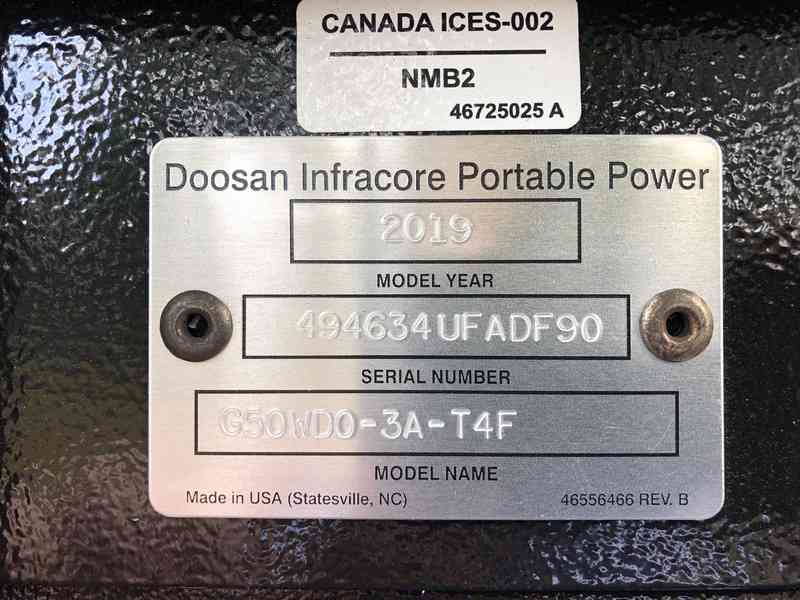 CANADA ICES-002
NMB2
46725025 A
Doosan Infracore Portable Power
2019
MODEL YEAR
494634UFADF90
SERIAL NUMBER
G50WDO-3A-T4F
MODEL NAME
Made in USA (Statesville, NC) 46556466 REV. B